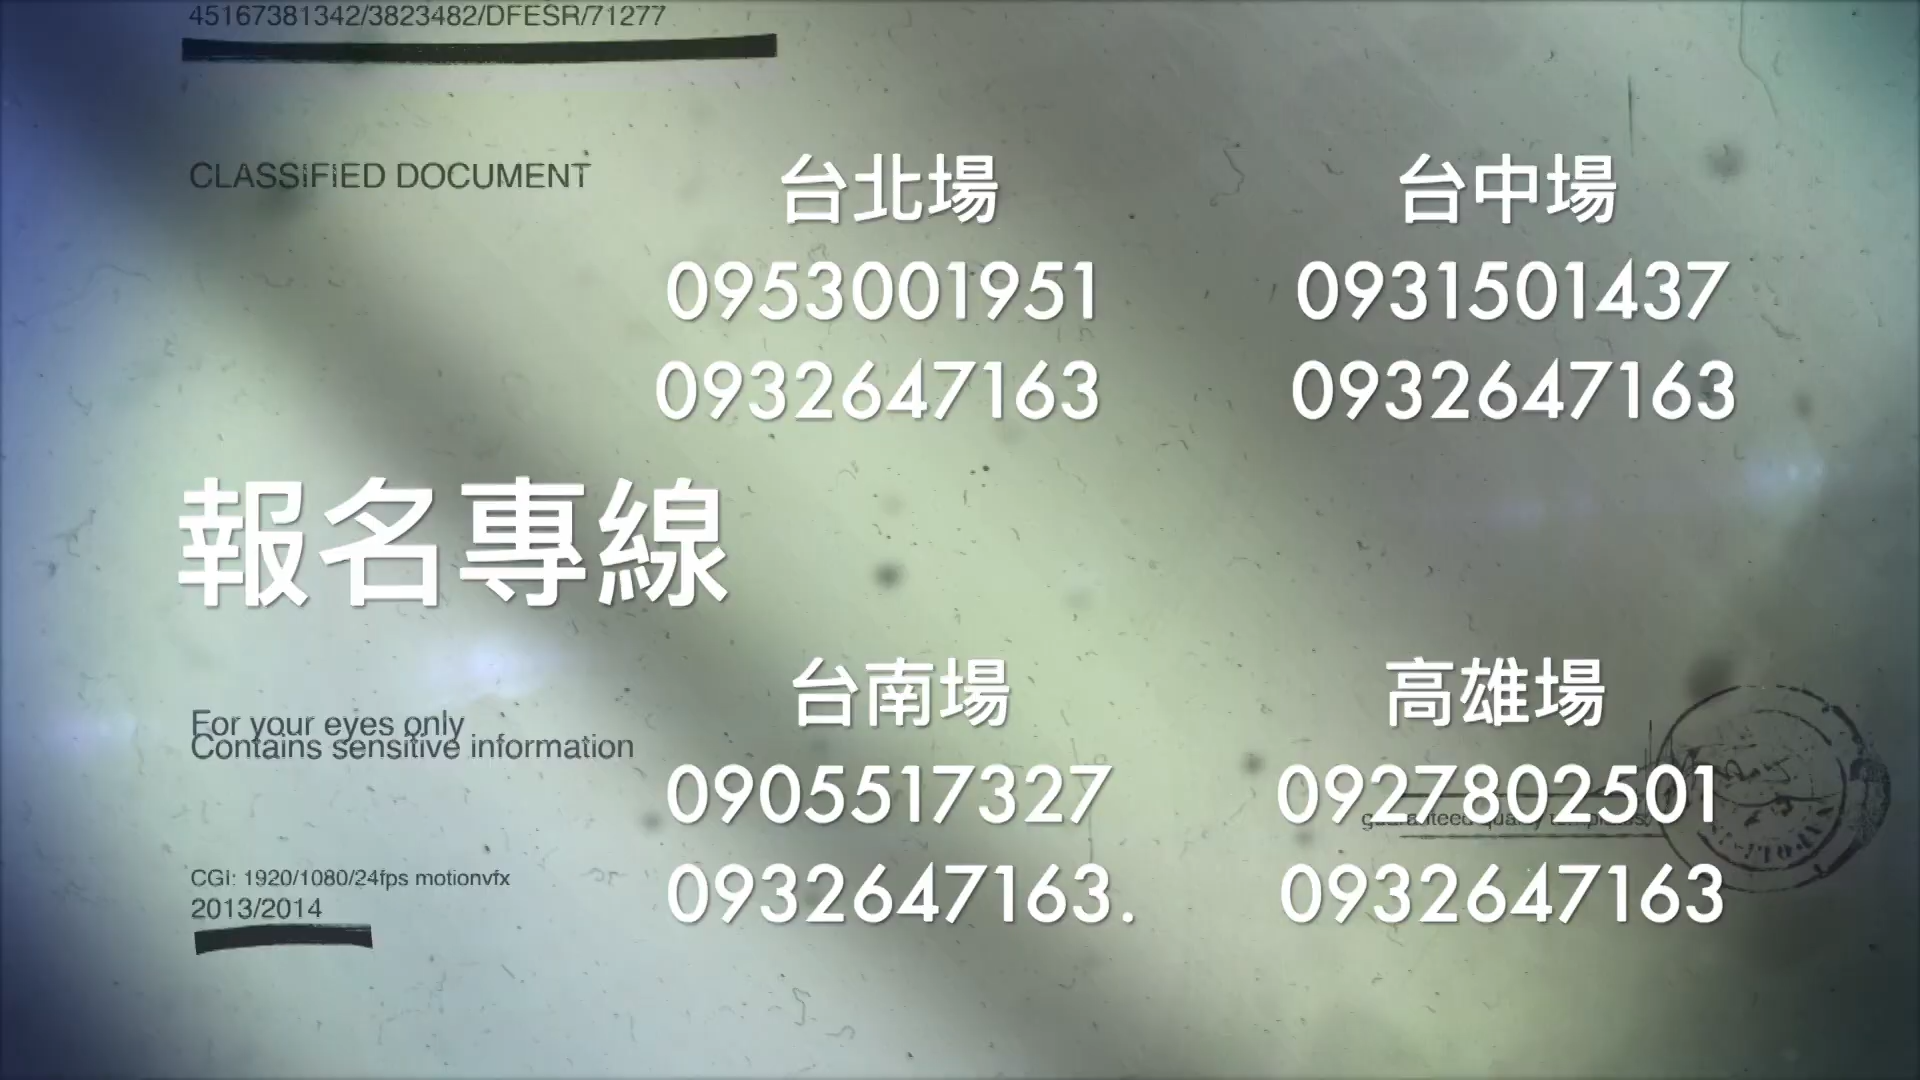 45167381342/3823482/DFESR/71277
CLASSIFIED DOCUMENT
台北場
0953001951
0932647163
台中場
0931501437
0932647163
報名專線
For your eyes only
Contains sensitive information
台南場
0905517327
0932647163.
高雄場
0927802501
0932647163
CGI: 1920/1080/24fps motionvfx
2013/2014